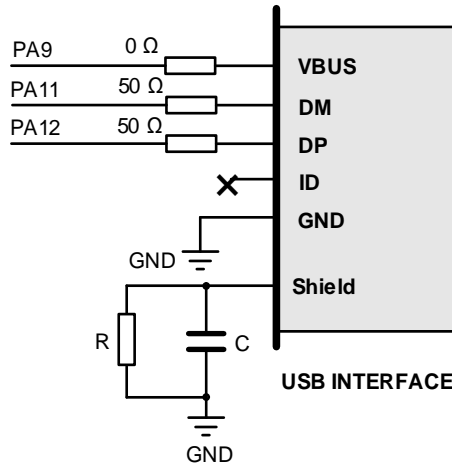 PA9 0 Ω VBUS
PA11 50 Ω DM
PA12 50 Ω DP
ID
GND
GND
Shield
R C
USB INTERFACE
GND